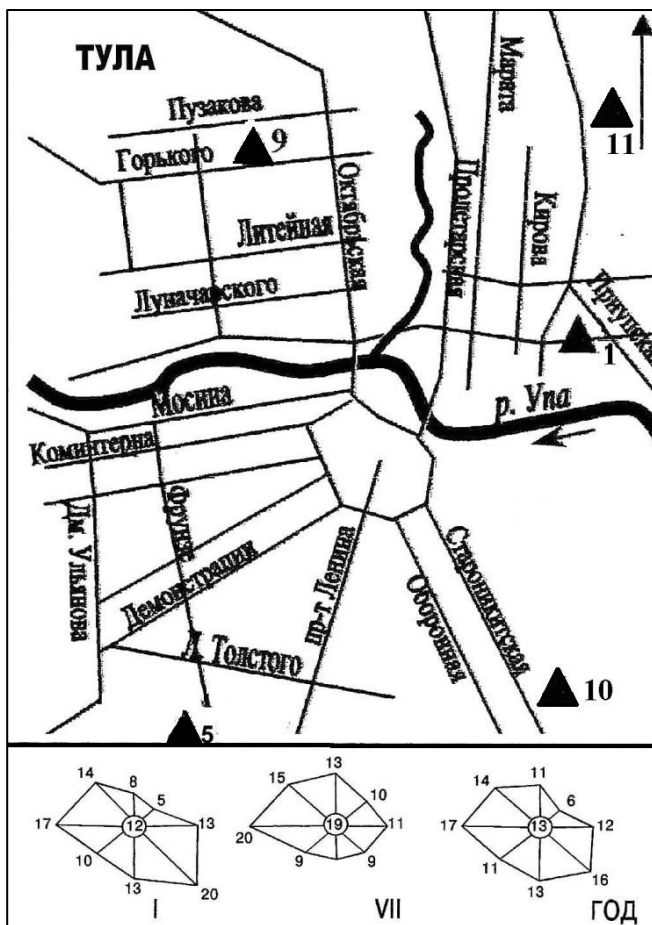 ТУЛА
Пузакова
9
Горького
Литейная
Луначарского
Октябрьская
Марата
Пролетарская
Кирова
11
1
р. Упа
Мосина
Коминтерна
Дм. Ульянова
Фрунзе
Демонстрации
Л. Толстого
пр-т Ленина
Оборонная
Староникитская
10
5
14 8 5
17 12 13
10 13 20
I
15 13 10
20 19 11
9 9
VII
14 11 6
17 13 12
11 13 16
ГОД